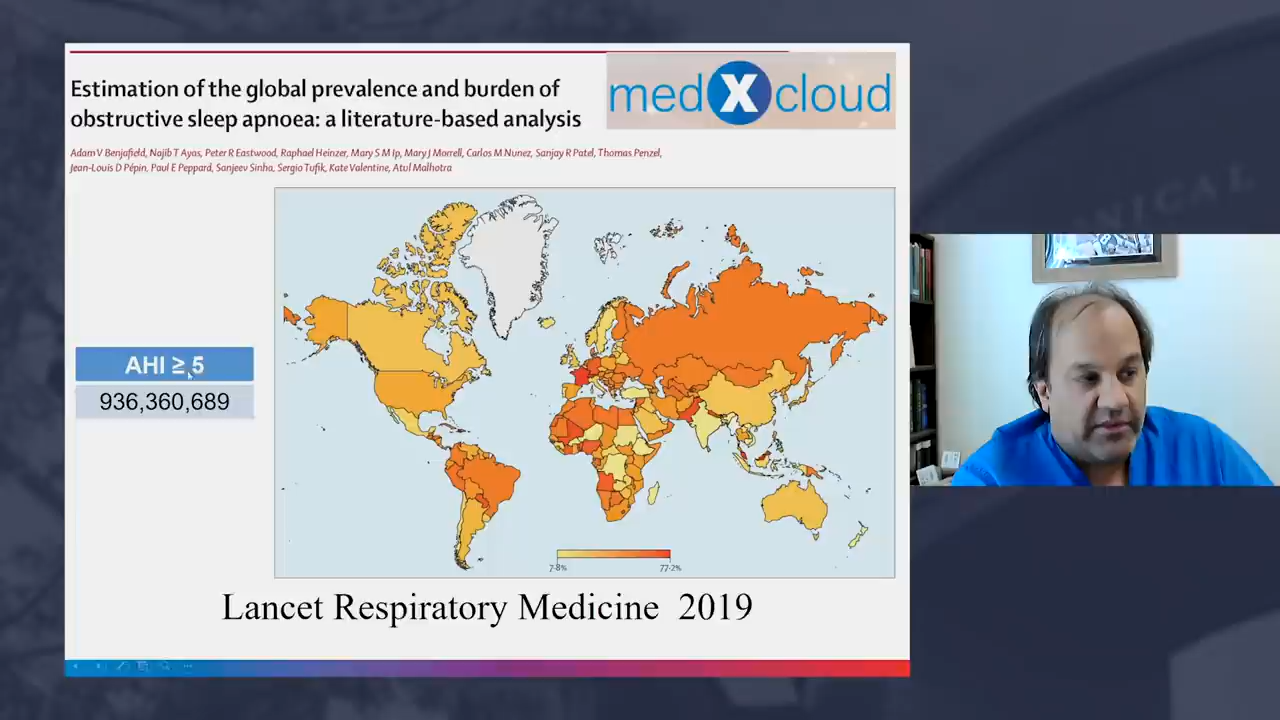 Estimation of the global prevalence and burden of
obstructive sleep apnoea: a literature-based analysis
med X cloud
Adam V Benjafield, Najib T Ayas, Peter R Eastwood, Raphael Heinzer, Mary S M Ip, Mary J Morrell, Carlos M Nunez, Sanjay R Patel, Thomas Penzel,
Jean-Louis D Pépin, Paul E Peppard, Sanjeev Sinha, Sergio Tufik, Kate Valentine, Atul Malhotra
AHI ≥ 5
936,360,689
7·8%
77·2%
Lancet Respiratory Medicine 2019
NICAL